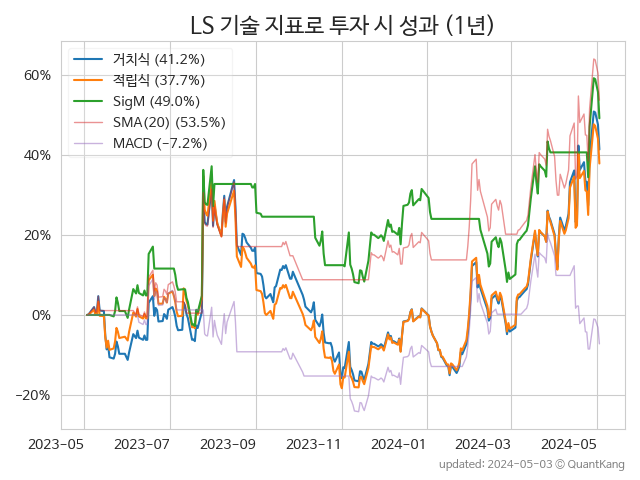 LS 기술 지표로 투자 시 성과 (1년)
거치식 (41.2%)
적립식 (37.7%)
SigM (49.0%)
SMA(20) (53.5%)
MACD (−7.2%)
60%
40%
20%
0%
−20%
2023-05 2023-07 2023-09 2023-11 2024-01 2024-03 2024-05
updated: 2024-05-03 ⓒ QuantKang